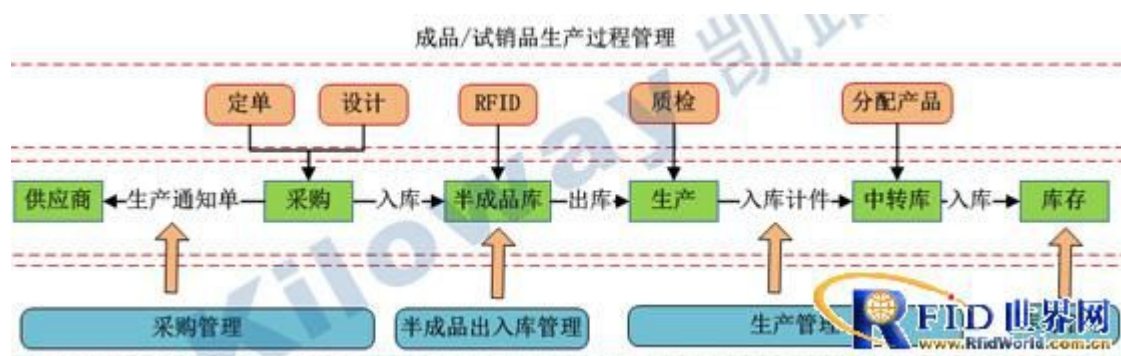 成品/试销品生产过程管理
定单 设计 RFID 质检 分配产品
供应商 生产通知单 采购 入库 半成品库 出库 生产 入库计件 中转库 入库 库存
采购管理 半成品出入库管理 生产管理
RFID世界网
www.RfidWorld.com.cn
Kiloway 凯路